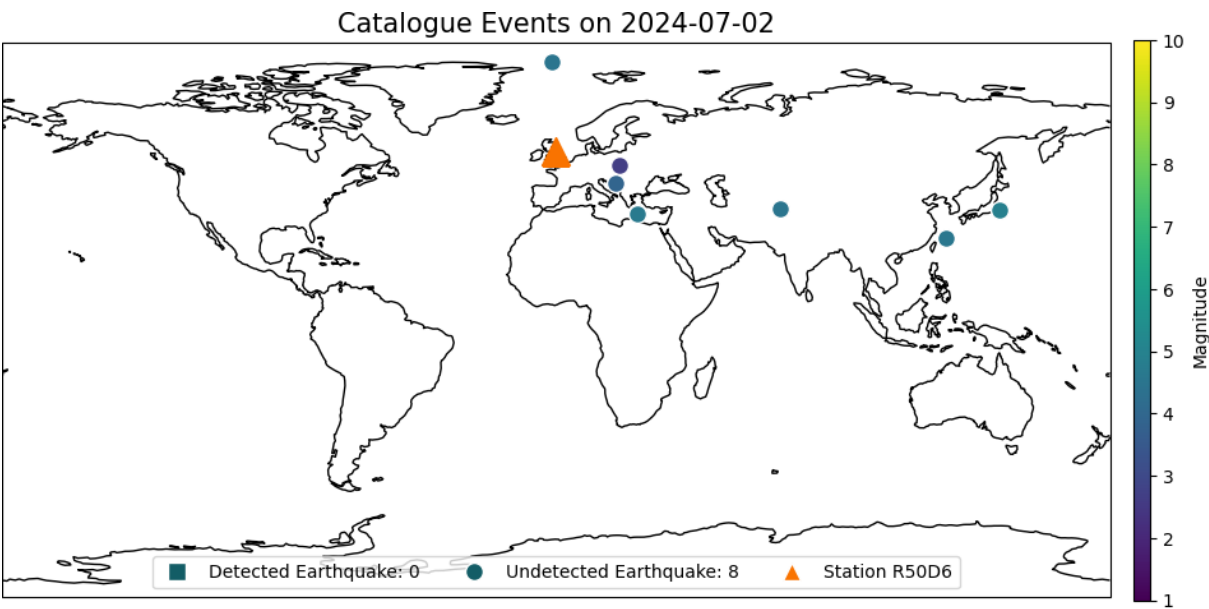 Catalogue Events on 2024-07-02
10
9
8
7
6
5
4
3
2
1
Magnitude
Detected Earthquake: 0
Undetected Earthquake: 8
Station R50D6